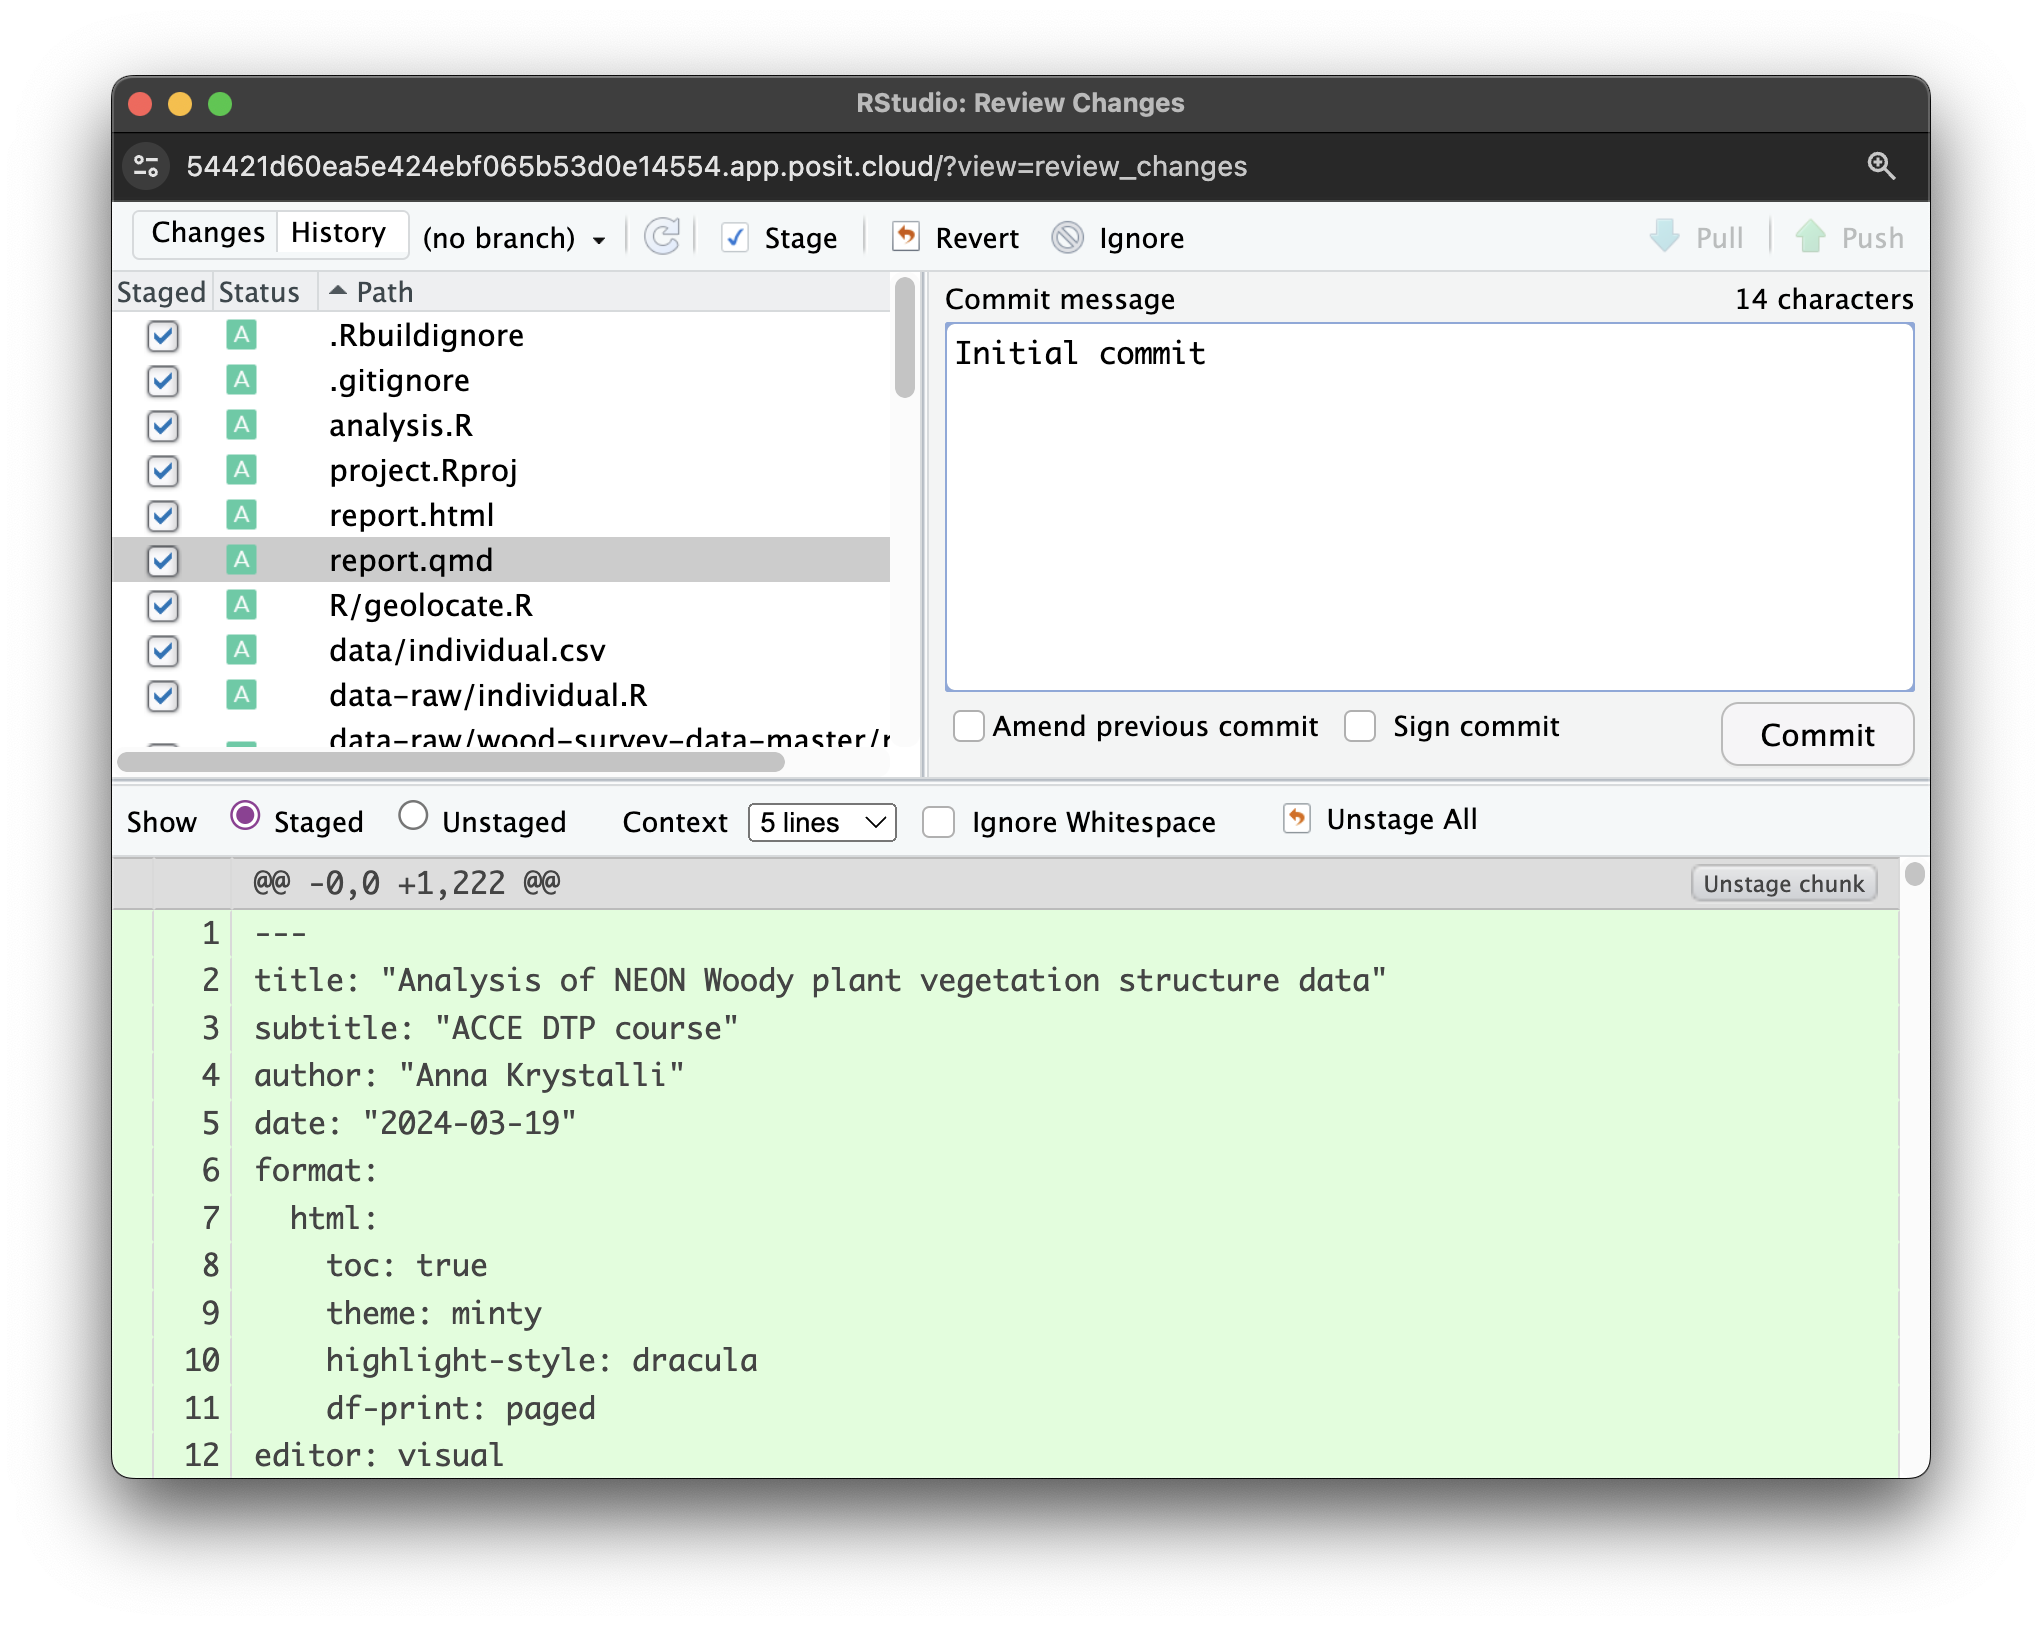 RStudio: Review Changes
54421d60ea5e424ebf065b53d0e14554.app.posit.cloud/?view=review_changes
Changes History (no branch) Stage Revert Ignore Pull Push
Staged Status Path
A .Rbuildignore
A .gitignore
A analysis.R
A project.Rproj
A report.html
A report.qmd
A R/geolocate.R
A data/individual.csv
A data-raw/individual.R
data-raw/wood-survey-data-master/
Commit message 14 characters
Initial commit
Amend previous commit Sign commit Commit
Show Staged Unstaged Context 5 lines Ignore Whitespace Unstage All
@@ -0,0 +1,222 @@ Unstage chunk
1 ---
2 title: "Analysis of NEON Woody plant vegetation structure data"
3 subtitle: "ACCE DTP course"
4 author: "Anna Krystalli"
5 date: "2024-03-19"
6 format:
7 html:
8 toc: true
9 theme: minty
10 highlight-style: dracula
11 df-print: paged
12 editor: visual